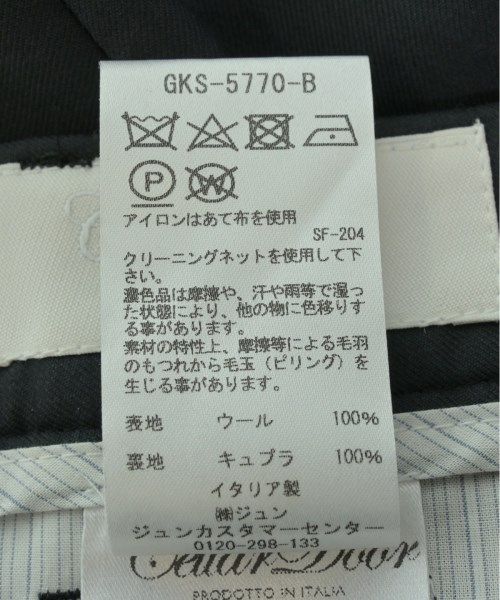 GKS-5770-B
P
W
アイロンはあて布を使用
SF-204
クリーニングネットを使用して下
さい。
濃色品は摩擦や、汗や雨等で湿っ
た状態により、他の物に色移りす
る事があります。
素材の特性上、摩擦等による毛羽
のもつれから毛玉(ピリング)が
生じる事があります。
表地 ウール 100%
裏地 キュプラ 100%
イタリア製
㈱ジュン
ジュンカスタマーセンター
0120-298-133
Cellar Door
PRODOTTO IN ITALIA